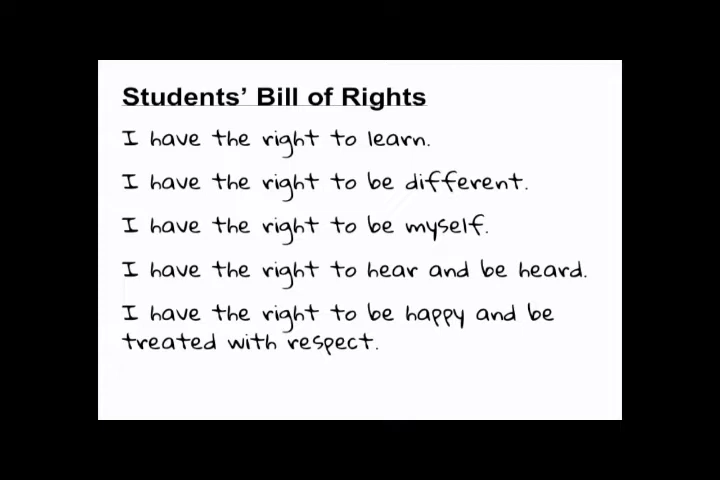 Students’ Bill of Rights
I have the right to learn.
I have the right to be different.
I have the right to be myself.
I have the right to hear and be heard.
I have the right to be happy and be
treated with respect.